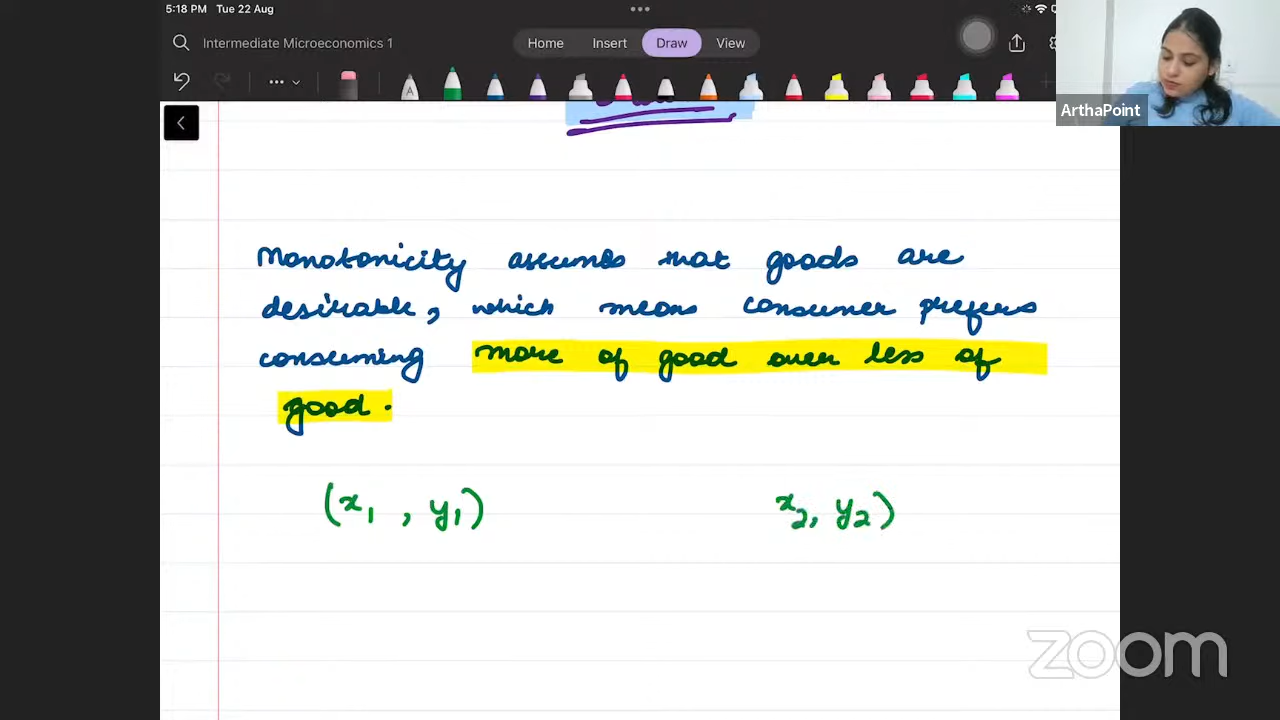 5:18 PM Tue 22 Aug
Intermediate Microeconomics 1
Home Insert Draw View
A
ArthaPoint
Monotonicity assumes that goods are
desirable, which means consumer prefers
consuming more of good over less of
good.
(x₁, y₁) x₂, y₂)
zoom